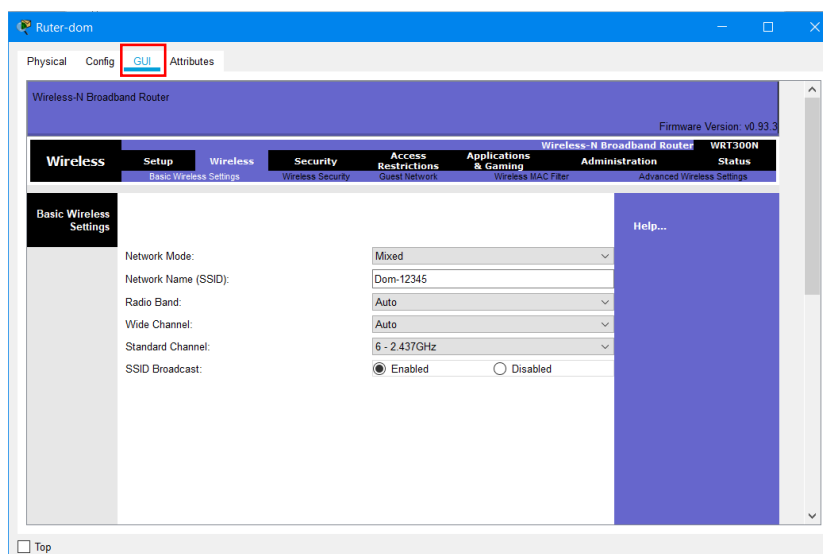 Ruter-dom
Physical Config GUI Attributes
Wireless-N Broadband Router
Firmware Version: v0.93.3
Wireless-N Broadband Router WRT300N
Wireless Setup Wireless Security Access Restrictions Applications & Gaming Administration Status
Basic Wireless Settings Wireless Security Guest Network Wireless MAC Filter Advanced Wireless Settings
Basic Wireless
Settings
Help...
Network Mode: Mixed
Network Name (SSID): Dom-12345
Radio Band: Auto
Wide Channel: Auto
Standard Channel: 6 - 2.437GHz
SSID Broadcast: Enabled Disabled
Top